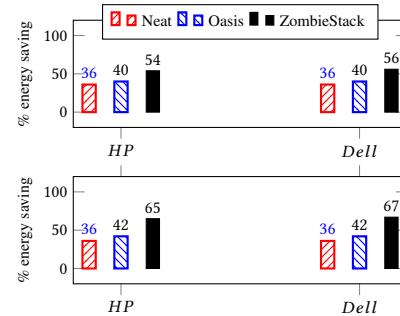 Neat Oasis ZombieStack
% energy saving
100
50
0
36 40 54
36 40 56
HP Dell
% energy saving
100
50
0
36 42 65
36 42 67
HP Dell